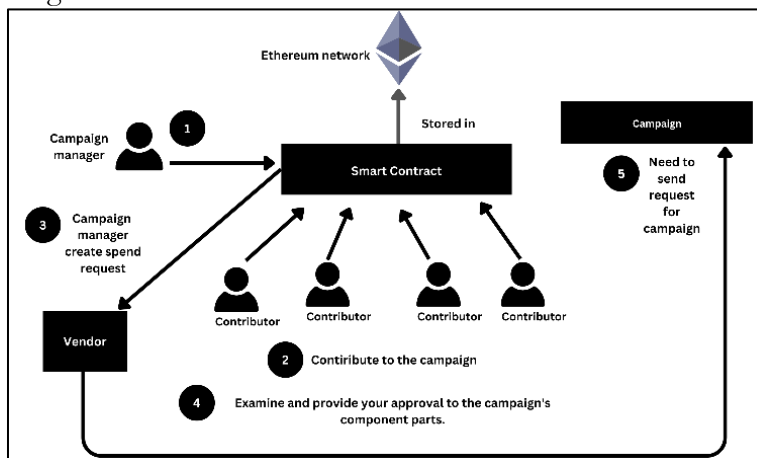 Ethereum network
Stored in
Campaign
manager
1
Smart Contract
Campaign
5
Need to
send
request
for
campaign
3
Campaign
manager
create spend
request
Contributor
Contributor
Contributor
Contributor
Vendor
2
Contiribute to the campaign
4
Examine and provide your approval to the campaign's
component parts.